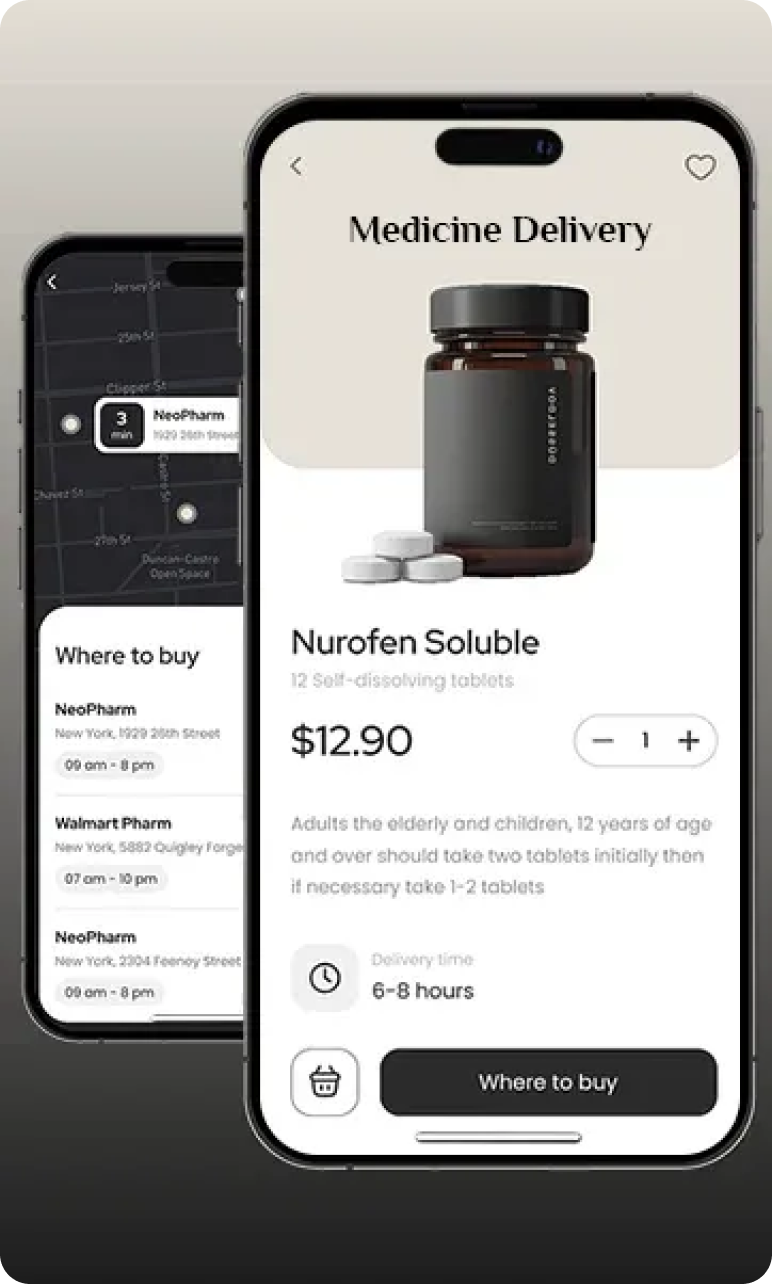 Medicine Delivery
Nurofen Soluble
12 Self-dissolving tablets
$12.90
1
Adults the elderly and children, 12 years of age
and over should take two tablets initially then
if necessary take 1-2 tablets
Delivery time
6-8 hours
Where to buy
Jersey St
25th St
Clipper St
3
min
NeoPharm
1929 26th Street
Castro St
Chavez St
27th St
Duncan-Castro
Open Space
Where to buy
NeoPharm
New York, 1929 26th Street
09 am - 8 pm
Walmart Pharm
New York, 5882 Quigley Forge
07 am - 10 pm
NeoPharm
New York, 2304 Feeney Street
09 am - 8 pm